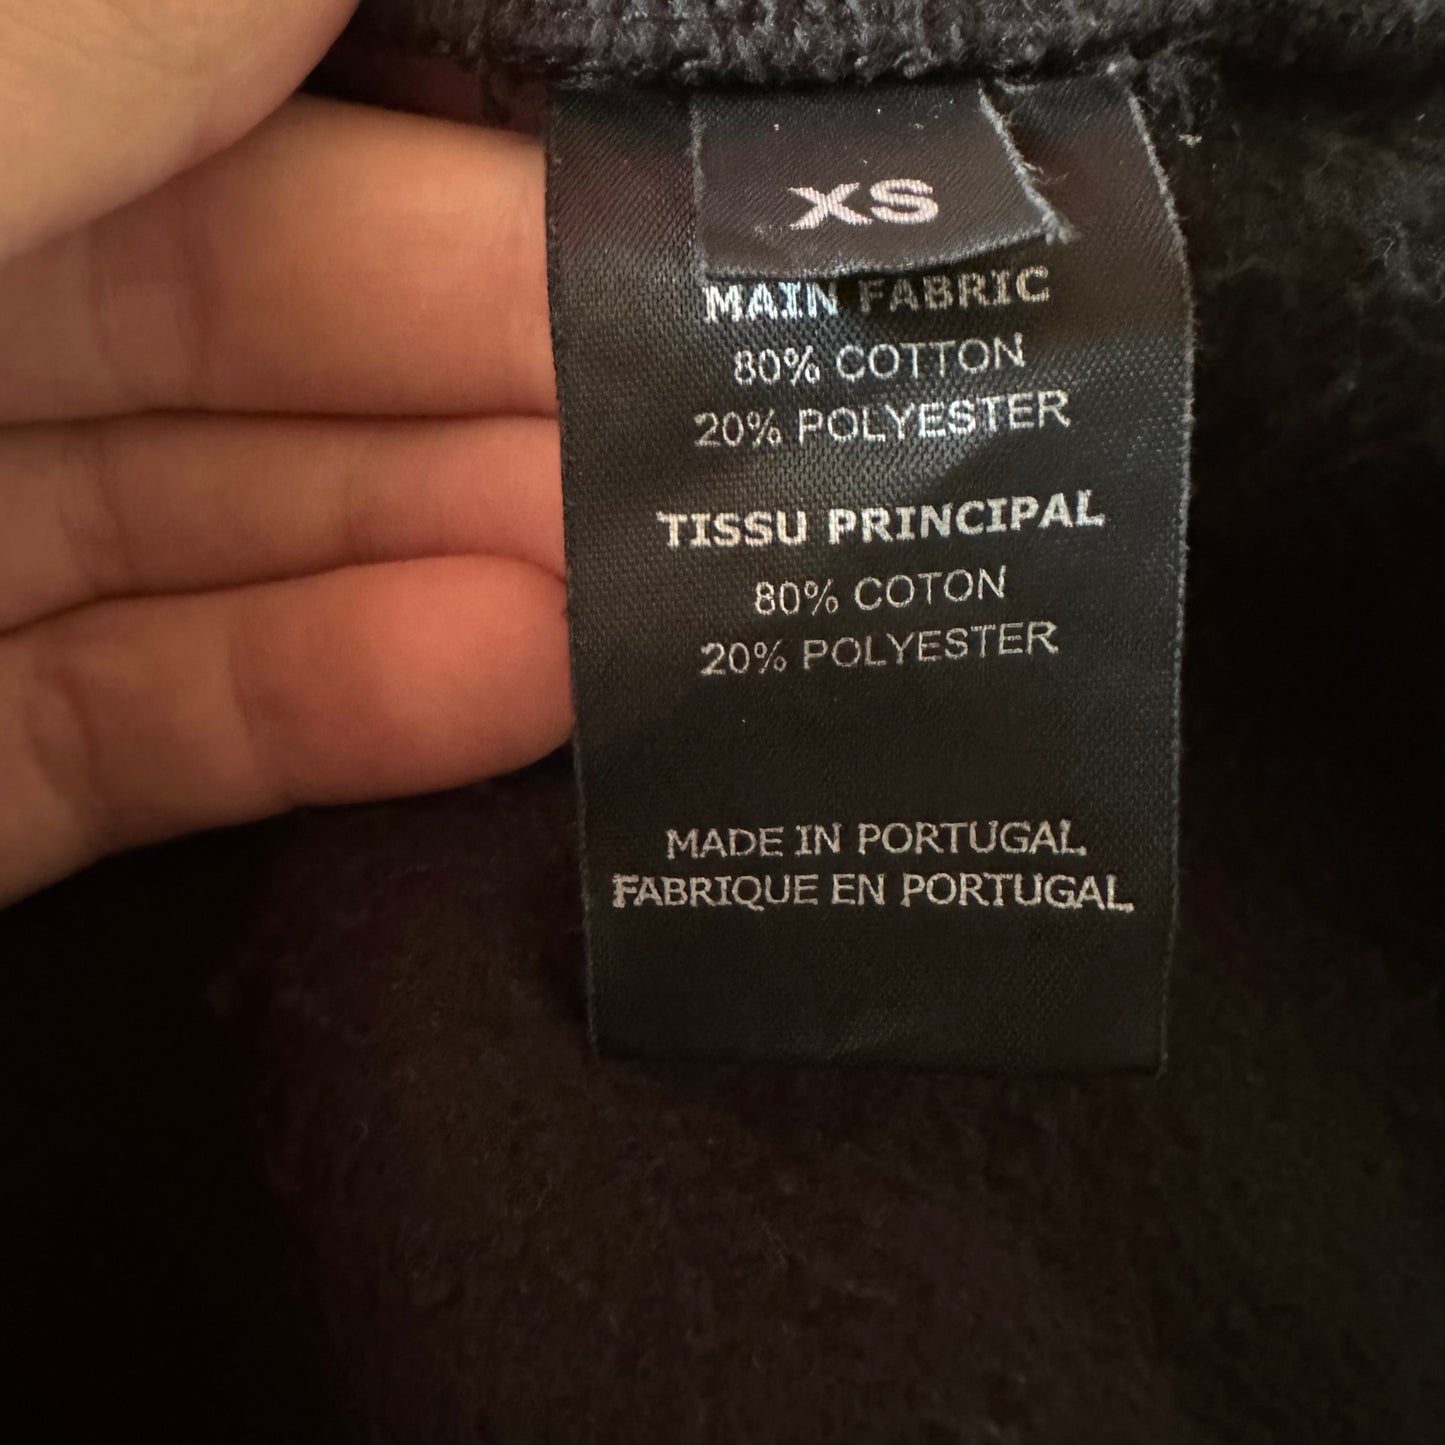 XS
MAIN FABRIC
80% COTTON
20% POLYESTER
TISSU PRINCIPAL
80% COTON
20% POLYESTER
MADE IN PORTUGAL
FABRIQUE EN PORTUGAL